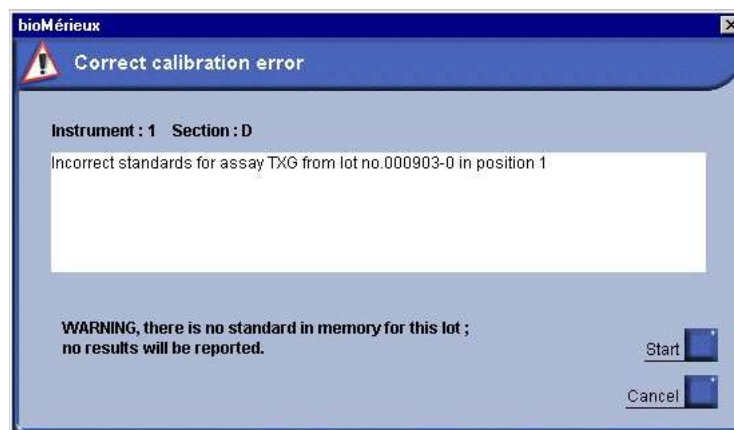 bioMérieux
Correct calibration error
Instrument : 1 Section : D
Incorrect standards for assay TXG from lot no.000903-0 in position 1
WARNING, there is no standard in memory for this lot ;
no results will be reported.
Start
Cancel